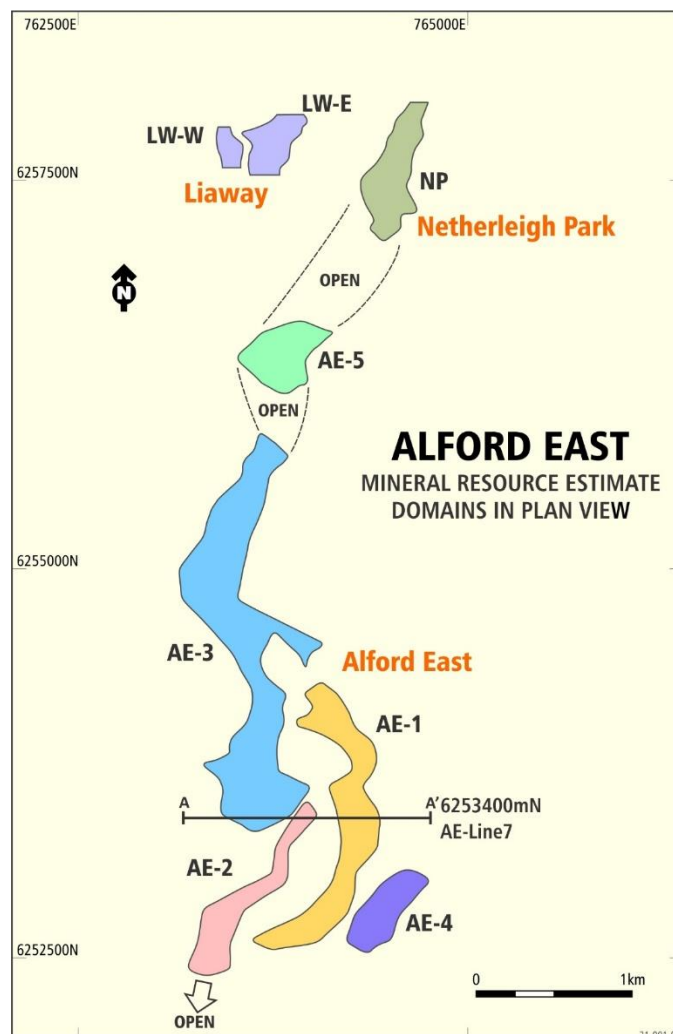 762500E
765000E
LW-E
LW-W
6257500N
NP
Liaway
Netherleigh Park
N
OPEN
AE-5
OPEN
ALFORD EAST
MINERAL RESOURCE ESTIMATE
DOMAINS IN PLAN VIEW
6255000N
AE-3
Alford East
AE-1
A
A'
6253400mN
AE-Line7
AE-2
AE-4
6252500N
0
1km
OPEN